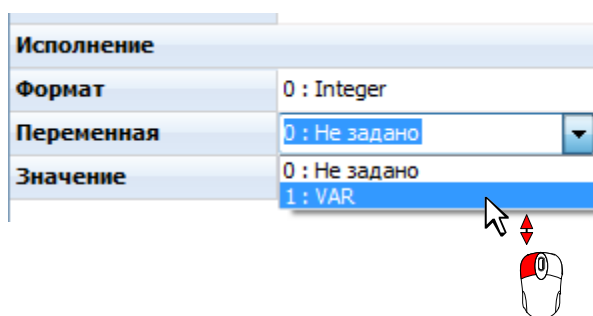 Исполнение
Формат 0 : Integer
Переменная 0 : Не задано
Значение 0 : Не задано
1 : VAR